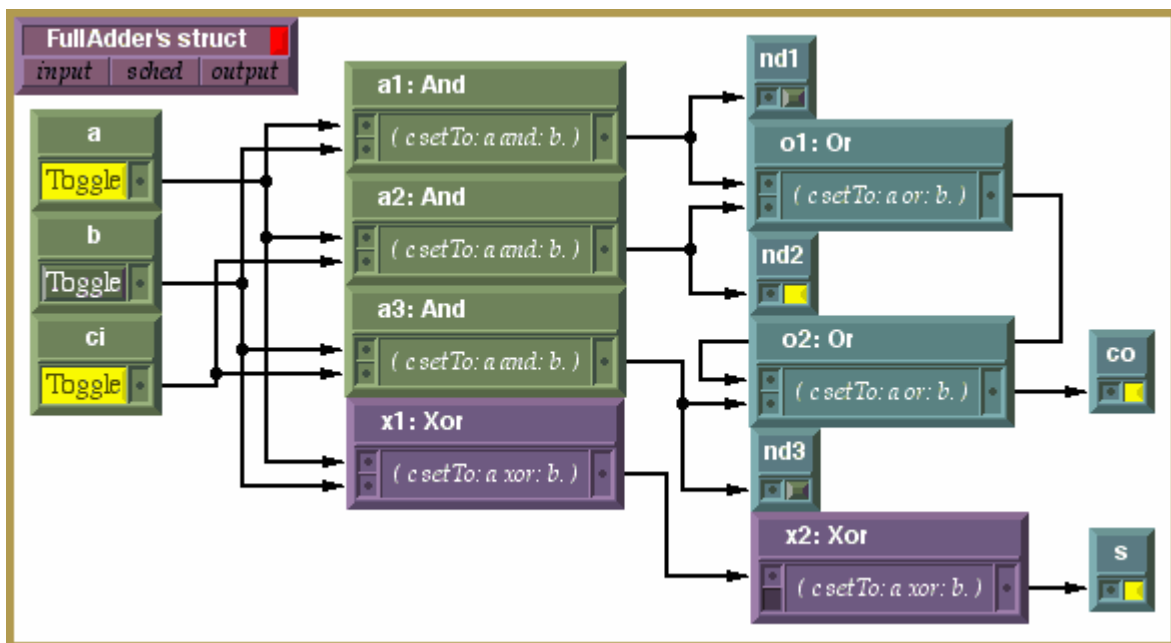 FullAdder's struct
input sched output
a
Toggle
b
Toggle
ci
Toggle
a1: And
( c setTo: a and: b. )
a2: And
( c setTo: a and: b. )
a3: And
( c setTo: a and: b. )
x1: Xor
( c setTo: a xor: b. )
nd1
o1: Or
( c setTo: a or: b. )
nd2
o2: Or
( c setTo: a or: b. )
nd3
x2: Xor
( c setTo: a xor: b. )
co
s